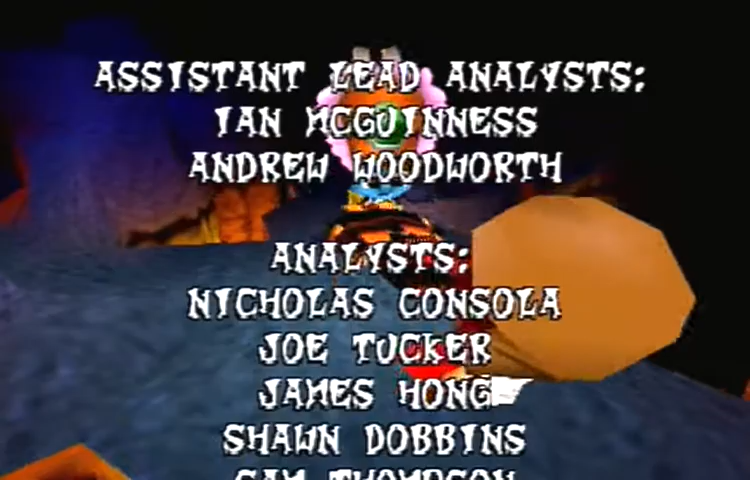 ASSISTANT LEAD ANALYSTS:
IAN MCGUINNESS
ANDREW WOODWORTH
ANALYSTS:
NICHOLAS CONSOLA
JOE TUCKER
JAMES HONG
SHAWN DOBBINS